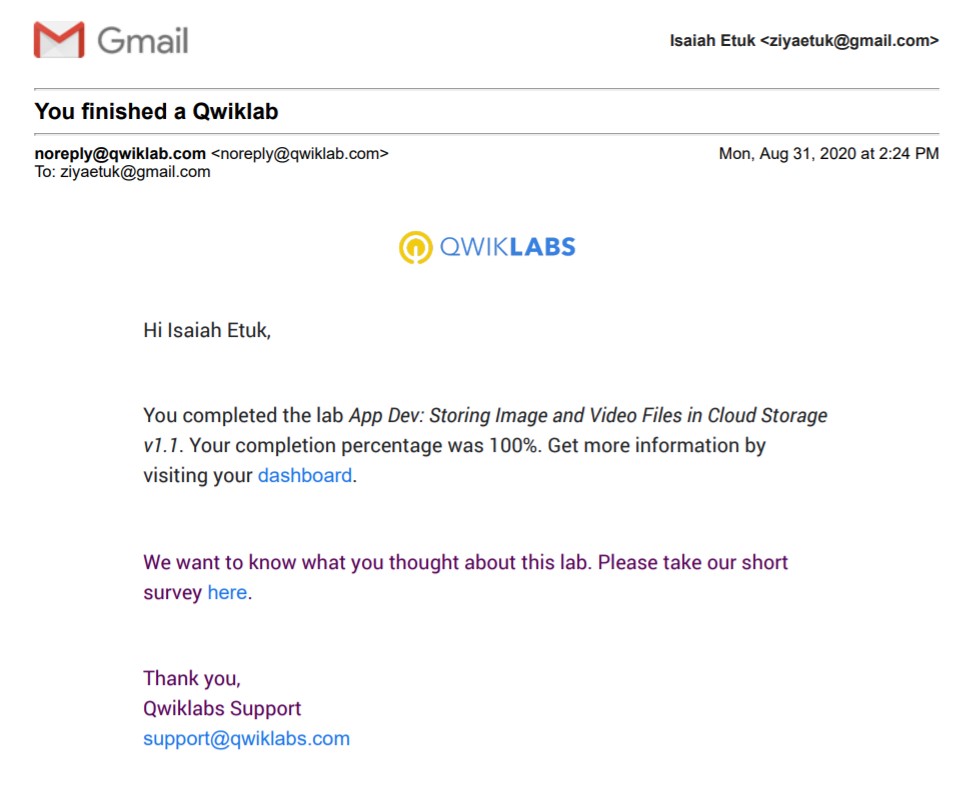 Gmail
Isaiah Etuk <ziyaetuk@gmail.com>
You finished a Qwiklab
noreply@qwiklab.com <noreply@qwiklab.com>
Mon, Aug 31, 2020 at 2:24 PM
To: ziyaetuk@gmail.com
QWIKLABS
Hi Isaiah Etuk,
You completed the lab App Dev: Storing Image and Video Files in Cloud Storage
v1.1. Your completion percentage was 100%. Get more information by
visiting your dashboard.
We want to know what you thought about this lab. Please take our short
survey here.
Thank you,
Qwiklabs Support
support@qwiklabs.com